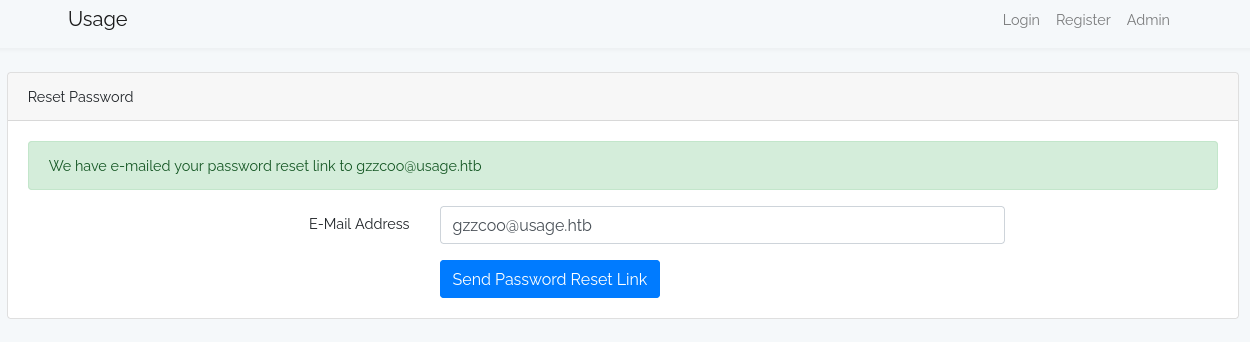 Usage Login Register Admin
Reset Password
We have e-mailed your password reset link to gzzcoo@usage.htb
E-Mail Address gzzcoo@usage.htb
Send Password Reset Link